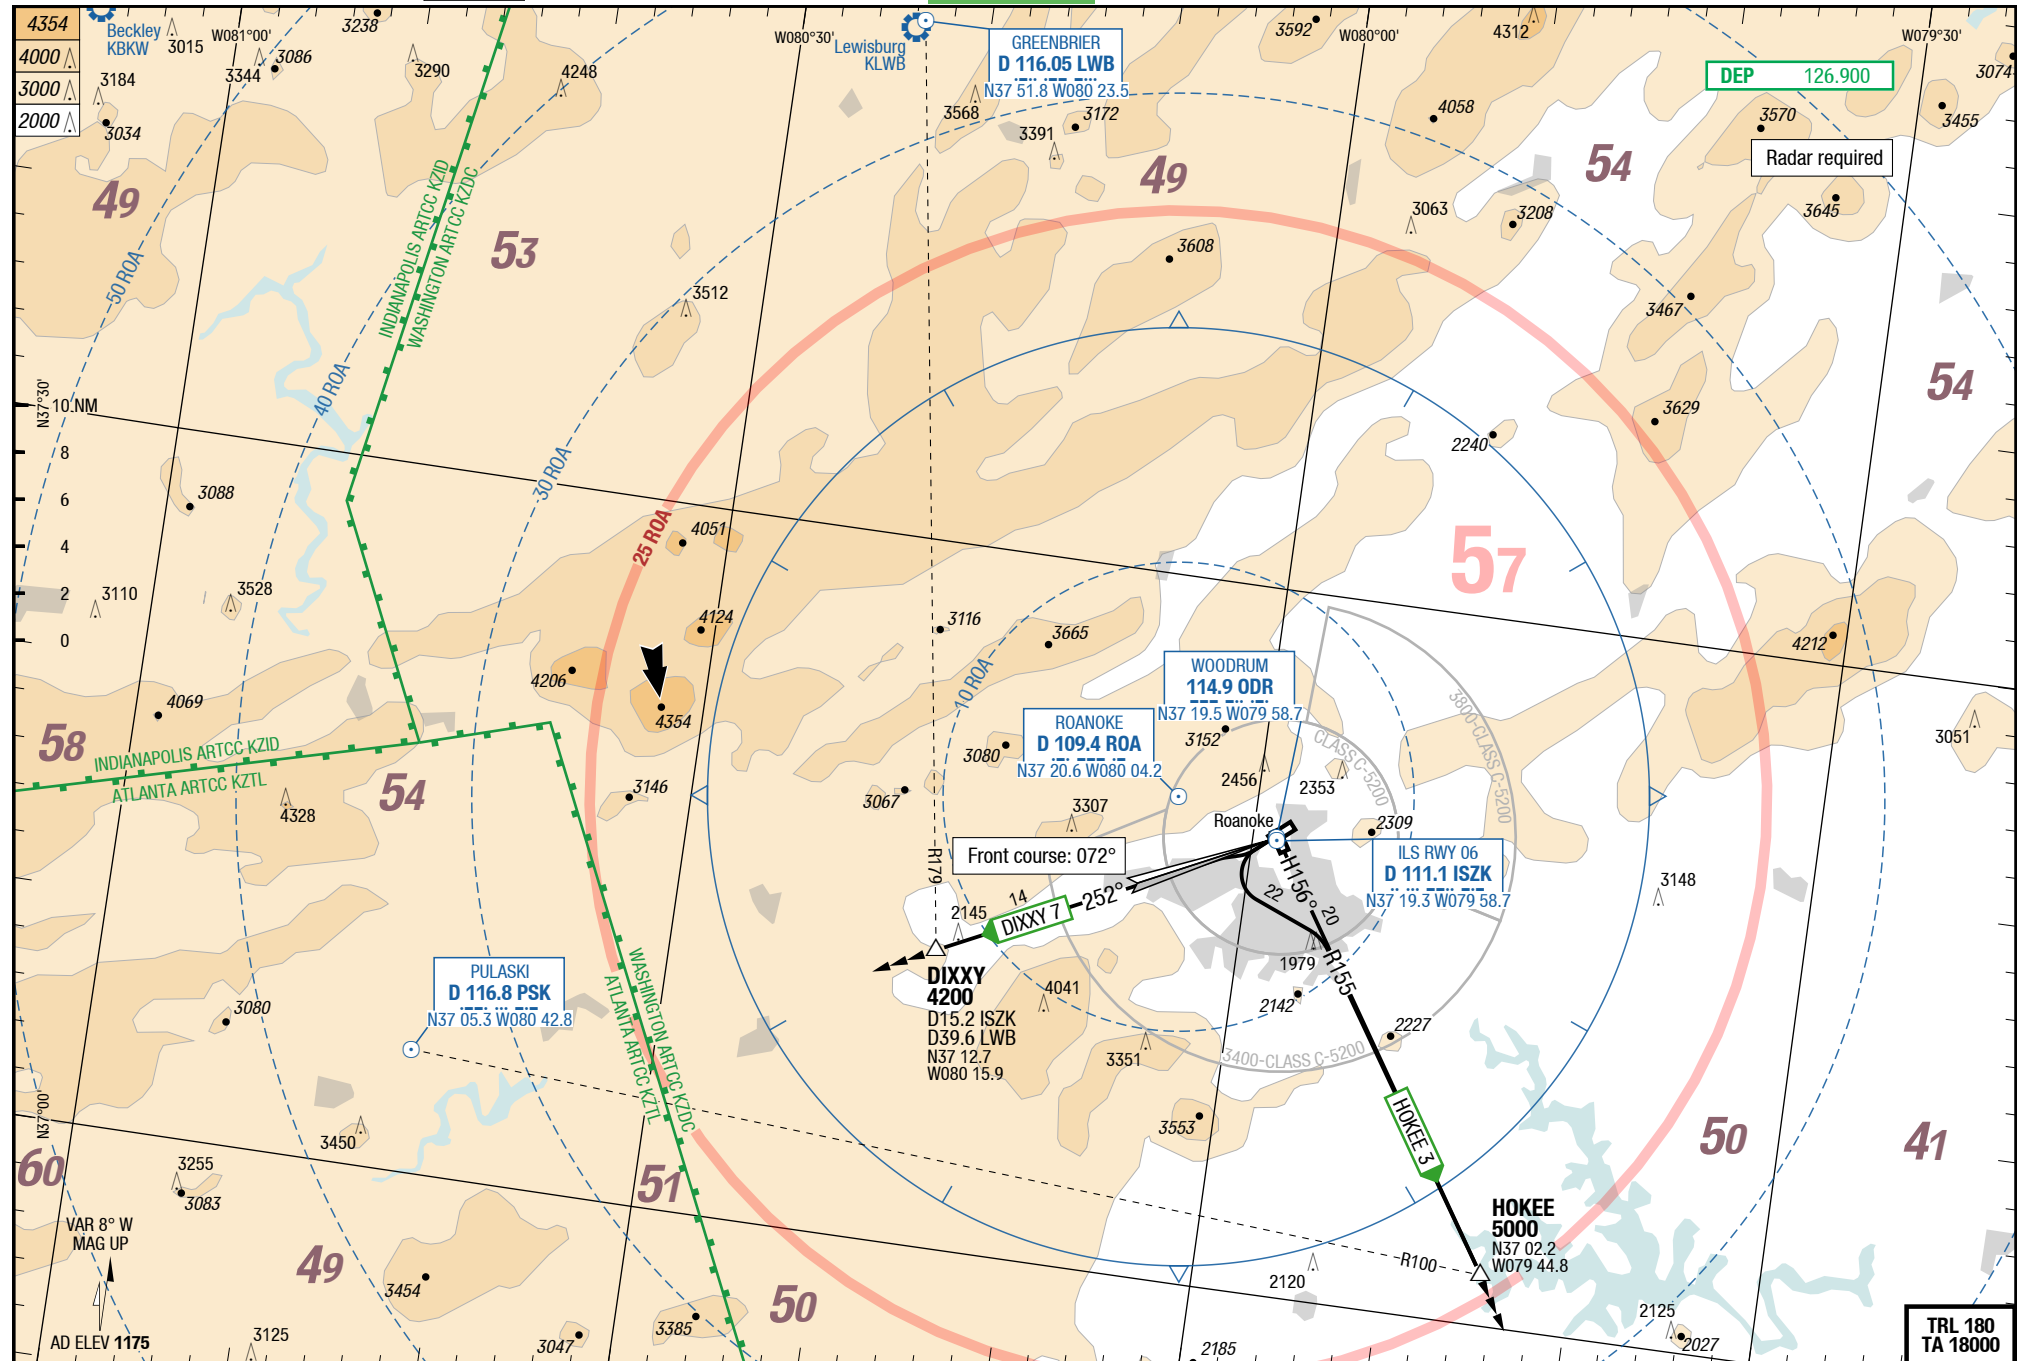 4354
4000
3000
2000
Beckley
KBKW
3015
W081°00'
3086
3344
3184
3034
3238
3290
4248
W080°30'
Lewisburg
KLWB
GREENBRIER
D 116.05 LWB
N37 51.8 W080 23.5
3568
3391
3172
3592
W080°00'
4312
4058
DEP 126.900
W079°30'
3074
3455
3570
Radar required
3645
49
53
49
54
3063
3208
50 ROA
INDIANAPOLIS ARTCC KZID
WASHINGTON ARTCC KZDC
3512
3608
3467
54
N37°30'
10 NM
8
6
4
2
0
40 ROA
30 ROA
25 ROA
3629
2240
3088
4051
57
3110
3528
4124
3116
3665
4206
4354
10 ROA
WOODRUM
114.9 ODR
N37 19.5 W079 58.7
4212
3800-CLASS C-5200
4069
58
INDIANAPOLIS ARTCC KZID
ATLANTA ARTCC KZTL
ROANOKE
D 109.4 ROA
N37 20.6 W080 04.2
3080
3152
CLASS C-5200
3051
54
4328
3146
3067
3307
2456
2353
Roanoke
2309
Front course: 072°
ILS RWY 06
D 111.1 ISZK
N37 19.3 W079 58.7
3148
R179
2145
14
DIXXY 7
252°
22
H156°
20
R155
1979
PULASKI
D 116.8 PSK
N37 05.3 W080 42.8
WASHINGTON ARTCC KZDC
ATLANTA ARTCC KZTL
DIXXY
4200
D15.2 ISZK
D39.6 LWB
N37 12.7
W080 15.9
4041
2142
2227
3351
3400-CLASS C-5200
3080
N37°00'
3450
3553
HOKEE 3
50
41
60
3255
3083
51
VAR 8° W
MAG UP
HOKEE
5000
N37 02.2
W079 44.8
R100
49
3454
50
2120
AD ELEV 1175
3125
3047
3385
2185
2125
2027
TRL 180
TA 18000